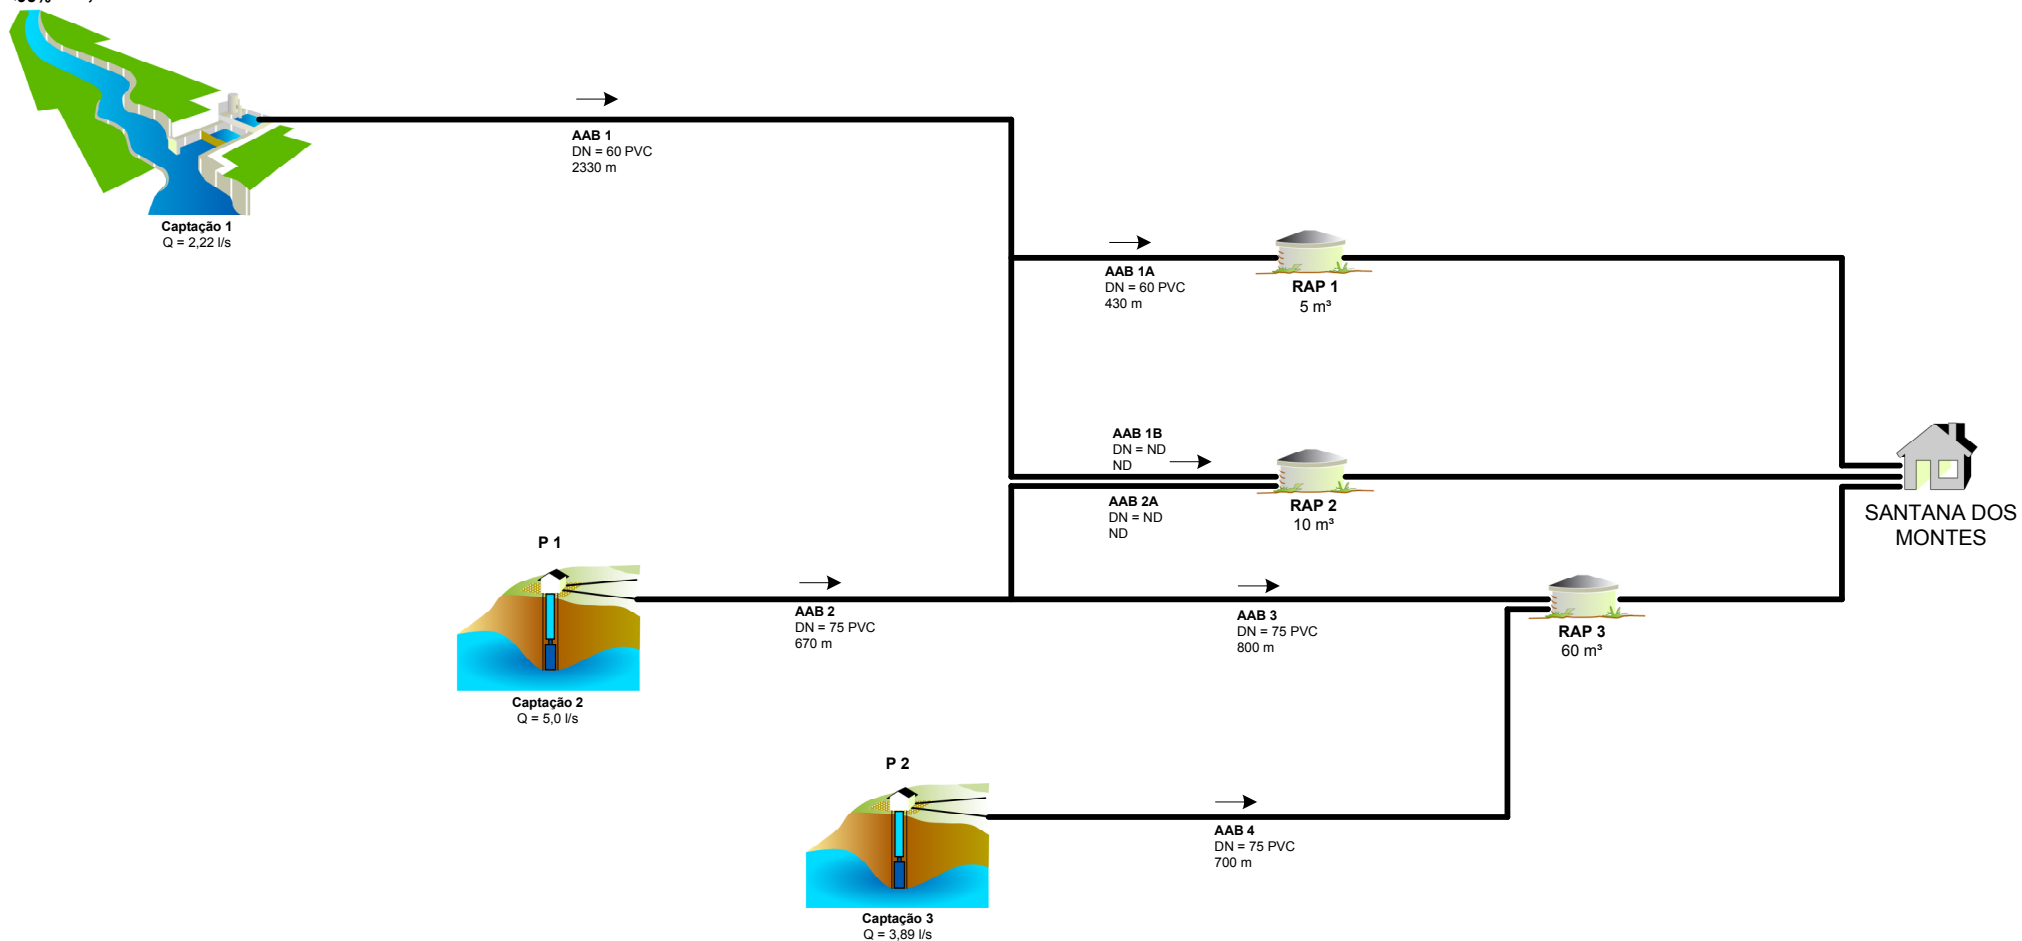 AAB 1
DN = 60 PVC
2330 m
Captação 1
Q = 2,22 l/s
AAB 1A
DN = 60 PVC
430 m
RAP 1
5 m³
AAB 1B
DN = ND
ND
AAB 2A
DN = ND
ND
RAP 2
10 m³
SANTANA DOS
MONTES
P 1
AAB 2
DN = 75 PVC
670 m
Captação 2
Q = 5,0 l/s
AAB 3
DN = 75 PVC
800 m
RAP 3
60 m³
P 2
AAB 4
DN = 75 PVC
700 m
Captação 3
Q = 3,89 l/s